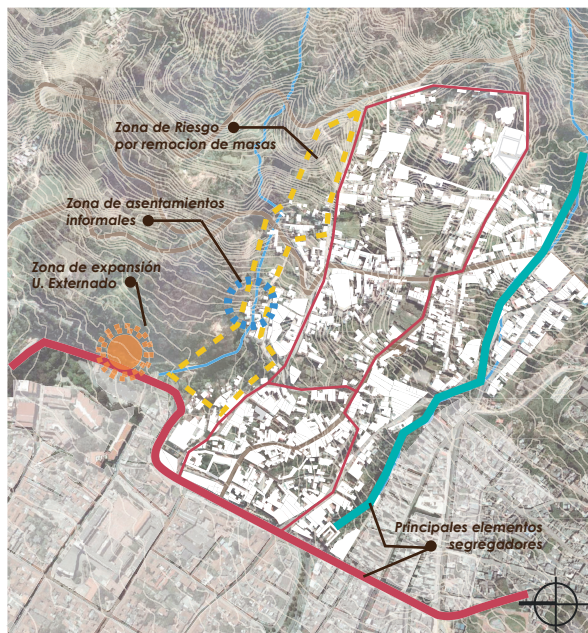 Zona de Riesgo
por remocion de masas
Zona de asentamientos
informales
Zona de expansión
U. Externado
Principales elementos
segregadores